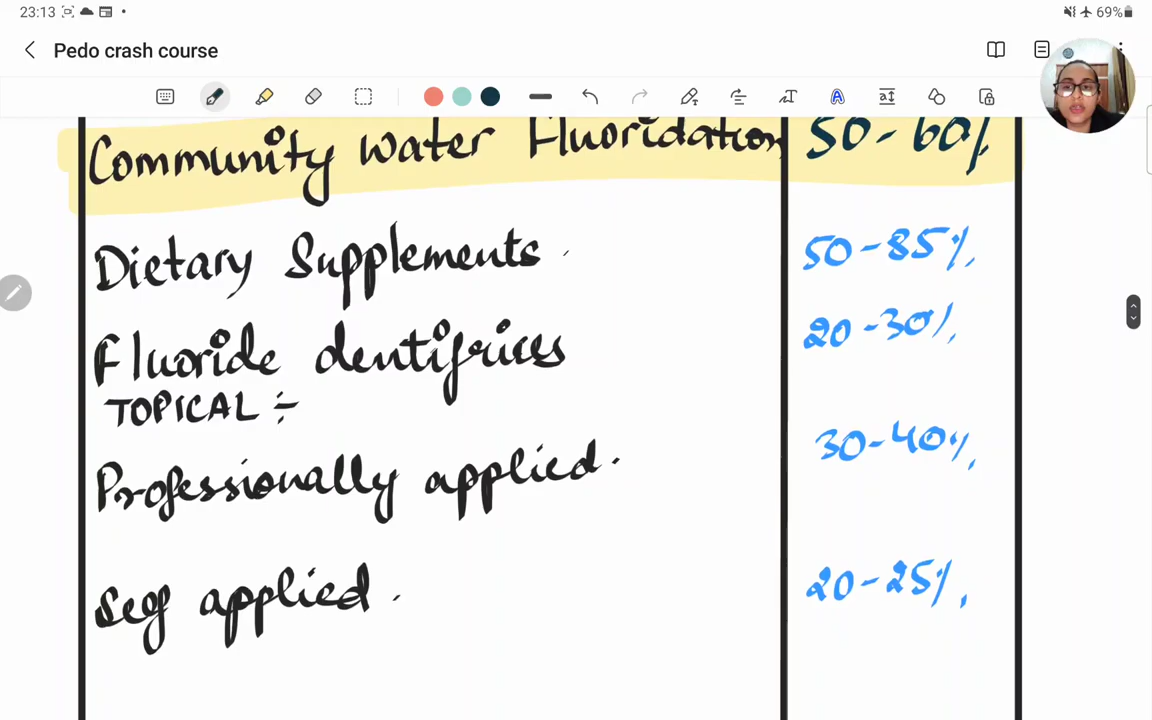 23:13
69%
Pedo crash course
Community Water Fluoridation 50-60%
Dietary Supplements 50-85%
Fluoride dentifrices 20-30%
TOPICAL :-
Professionally applied. 30-40%
Self applied. 20-25%